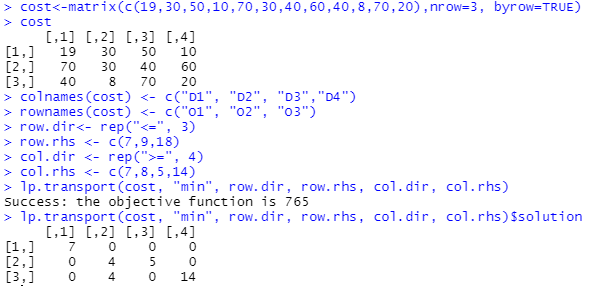 > cost<-matrix(c(19,30,50,10,70,30,40,60,40,8,70,20),nrow=3, byrow=TRUE)
> cost
     [,1] [,2] [,3] [,4]
[1,]   19   30   50   10
[2,]   70   30   40   60
[3,]   40    8   70   20
> colnames(cost) <- c("D1", "D2", "D3","D4")
> rownames(cost) <- c("O1", "O2", "O3")
> row.dir<- rep("<=", 3)
> row.rhs <- c(7,9,18)
> col.dir <- rep(">=", 4)
> col.rhs <- c(7,8,5,14)
> lp.transport(cost, "min", row.dir, row.rhs, col.dir, col.rhs)
Success: the objective function is 765
> lp.transport(cost, "min", row.dir, row.rhs, col.dir, col.rhs)$solution
     [,1] [,2] [,3] [,4]
[1,]    7    0    0    0
[2,]    0    4    5    0
[3,]    0    4    0   14